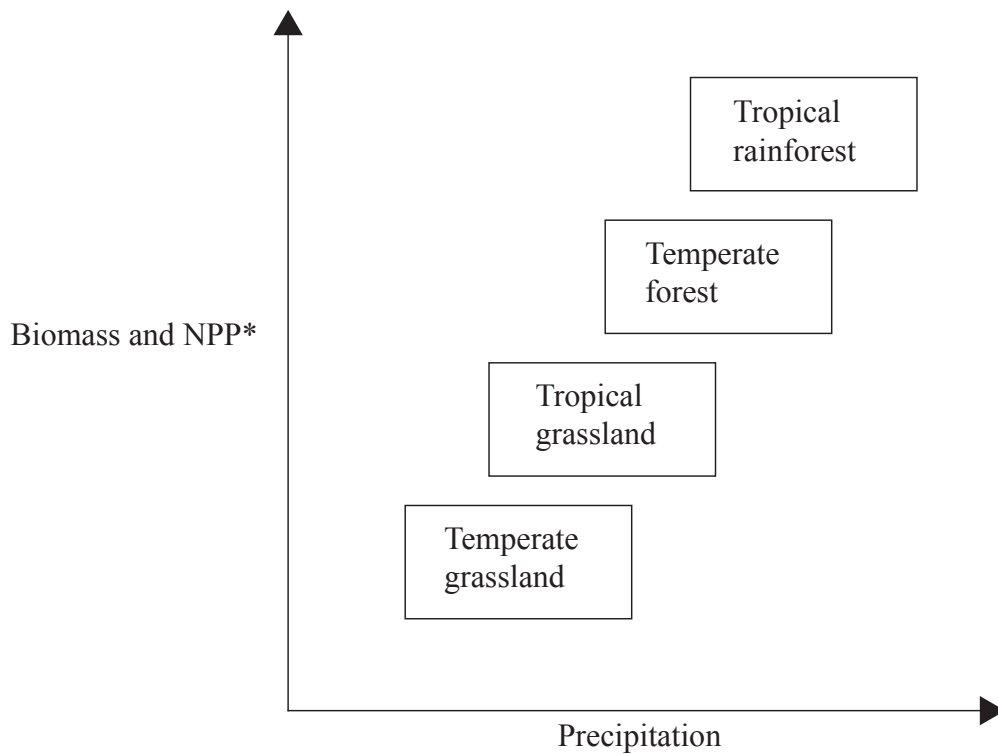 Tropical
rainforest
Temperate
forest
Biomass and NPP*
Tropical
grassland
Temperate
grassland
Precipitation